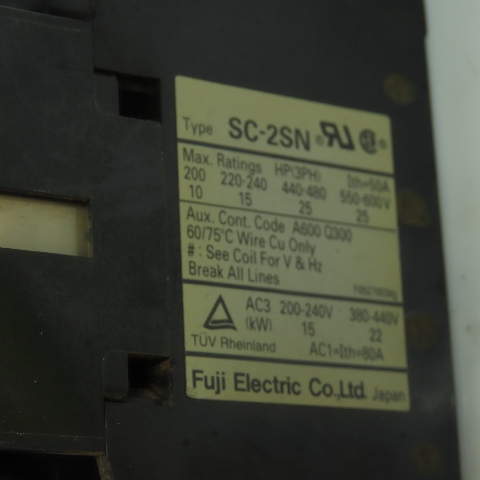 Type SC-2SN
Max. Ratings HP(3PH) Ith=50A
200 220-240 440-480 550-600V
10 15 25 25
Aux. Cont. Code A600 Q300
60/75°C Wire Cu Only
#: See Coil For V & Hz
Break All Lines
AC3 200-240V 380-440V
(kW) 15 22
TÜV Rheinland AC1=Ith=80A
Fuji Electric Co.,Ltd. Japan